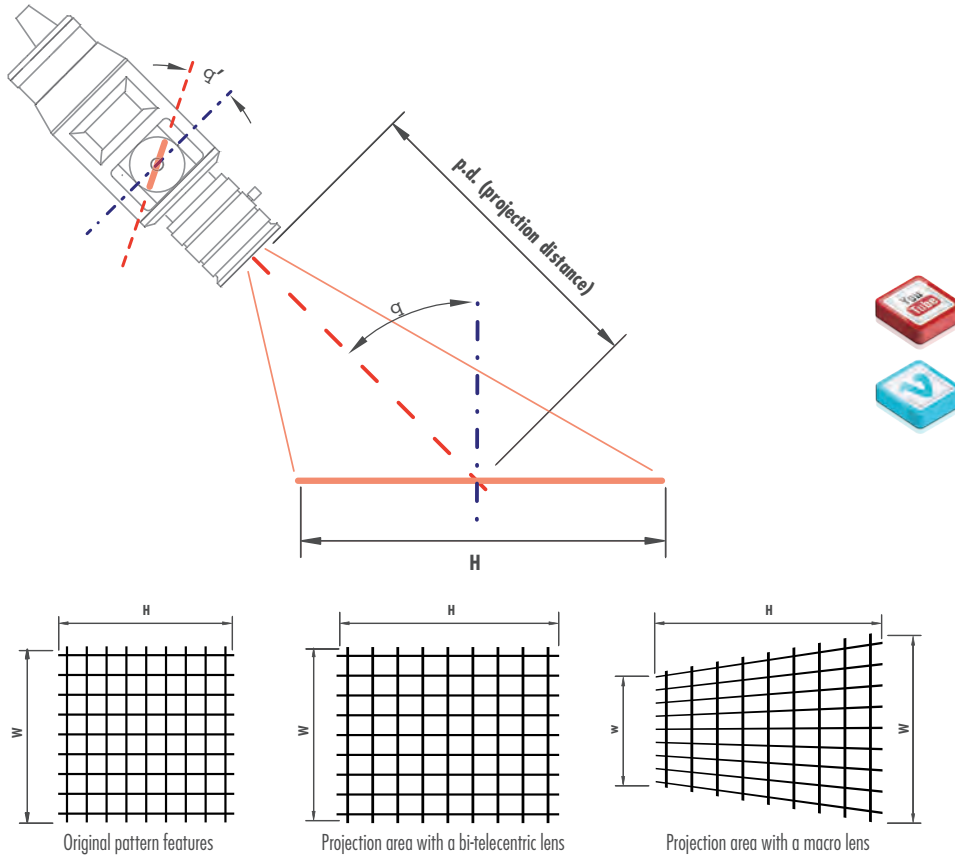 q'
p.d. (projection distance)
q
You
Tube
V
H
H
H
H
W
W
w
W
Original pattern features
Projection area with a bi-telecentric lens
Projection area with a macro lens